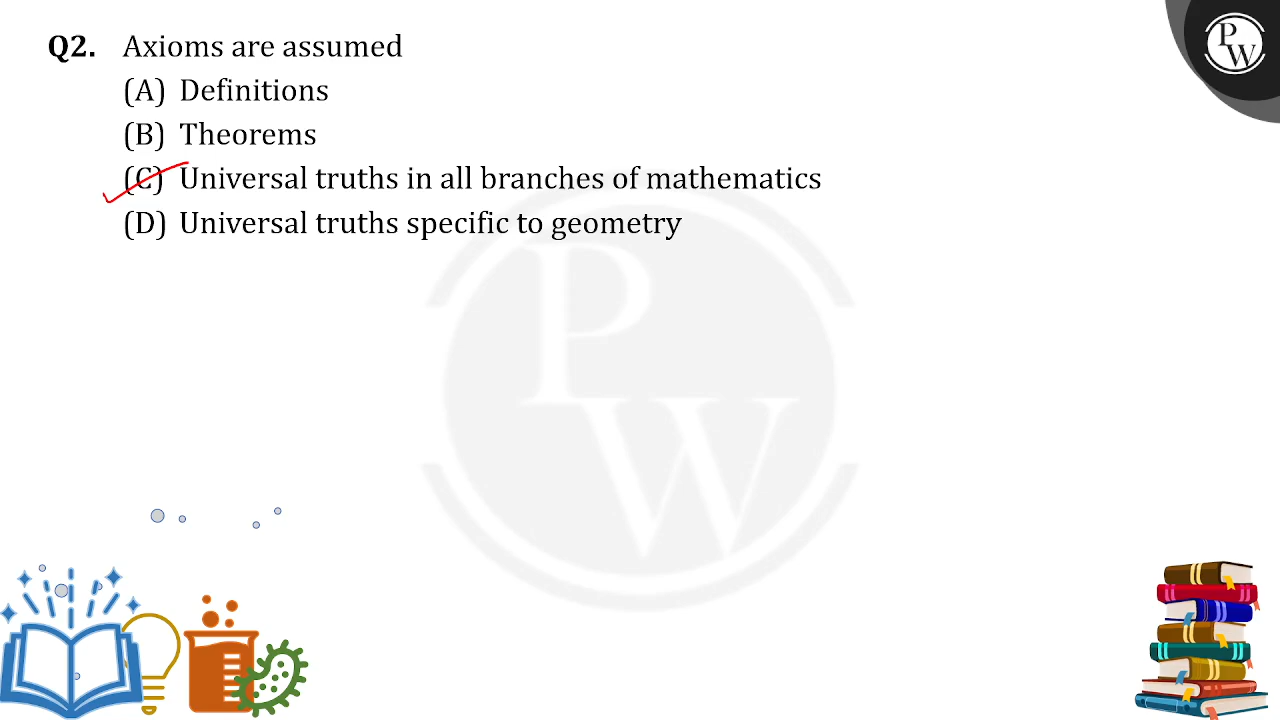 Q2. Axioms are assumed
(A) Definitions
(B) Theorems
(C) Universal truths in all branches of mathematics
(D) Universal truths specific to geometry
P
W
P
W